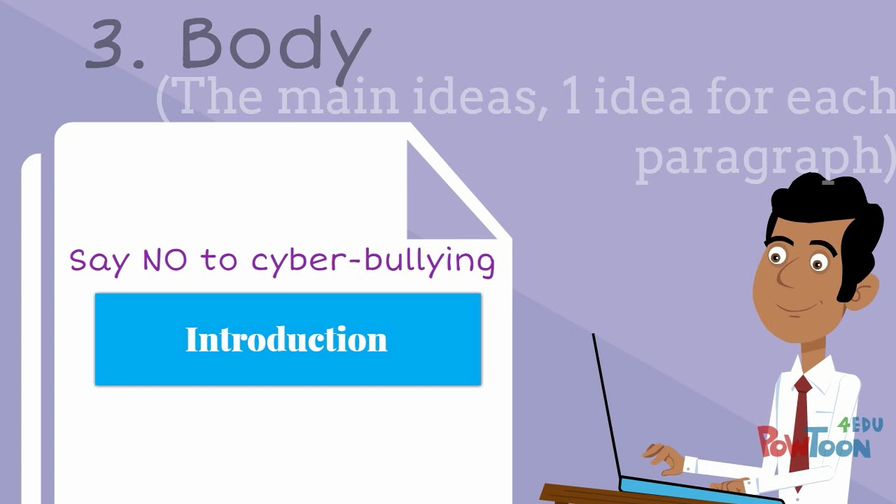 3. Body
(The main ideas, 1 idea for each
paragraph)
Say NO to cyber-bullying
Introduction
4EDU
POWTOON